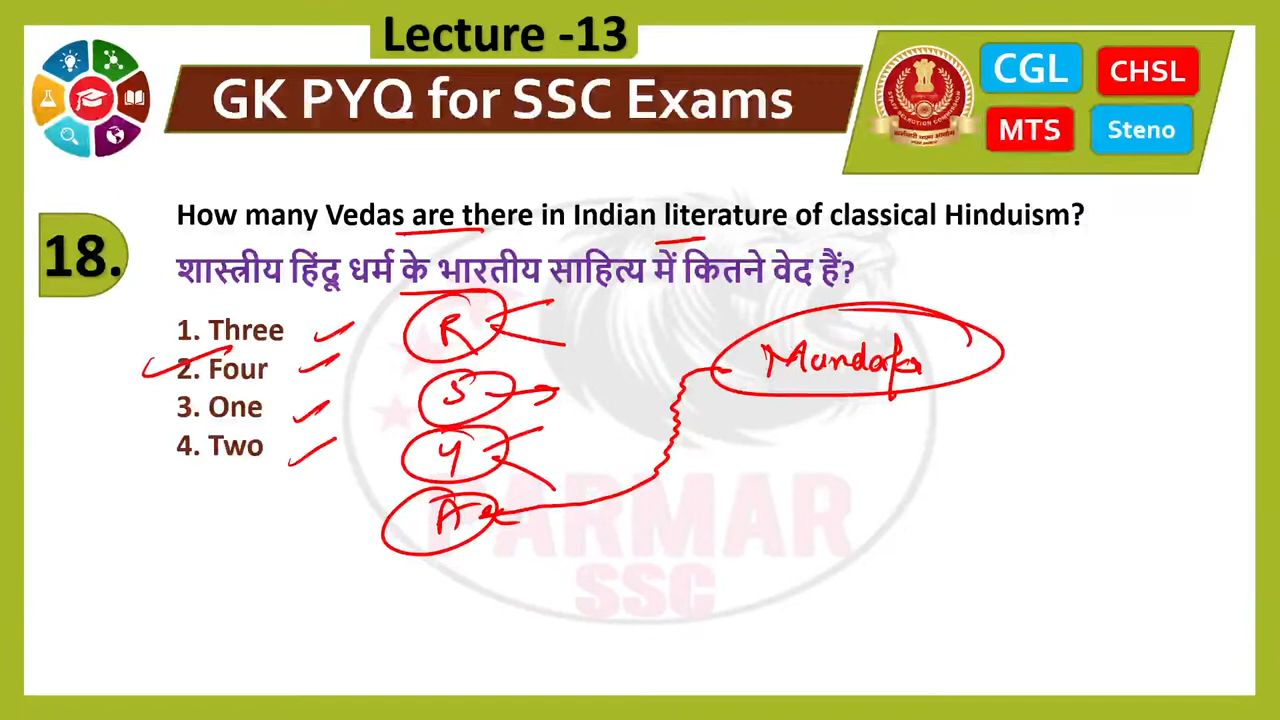 Lecture -13
GK PYQ for SSC Exams
CGL
CHSL
MTS
Steno
18.
How many Vedas are there in Indian literature of classical Hinduism?
शास्त्रीय हिंदू धर्म के भारतीय साहित्य में कितने वेद हैं?
1. Three
2. Four
3. One
4. Two
R
S
Y
A
Mundaka
PARMAR
SSC